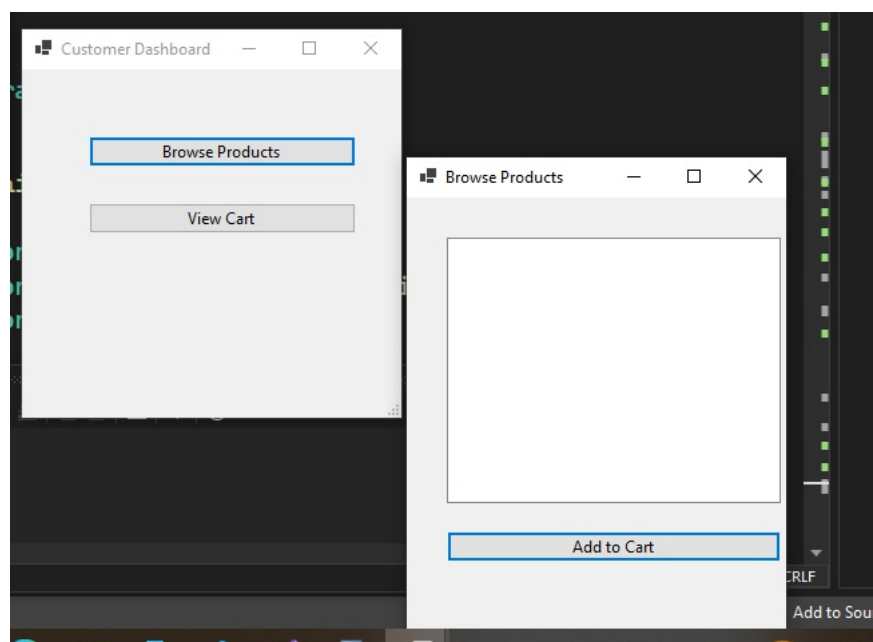 Customer Dashboard
Browse Products
View Cart
Browse Products
Add to Cart
CRLF
Add to Sou